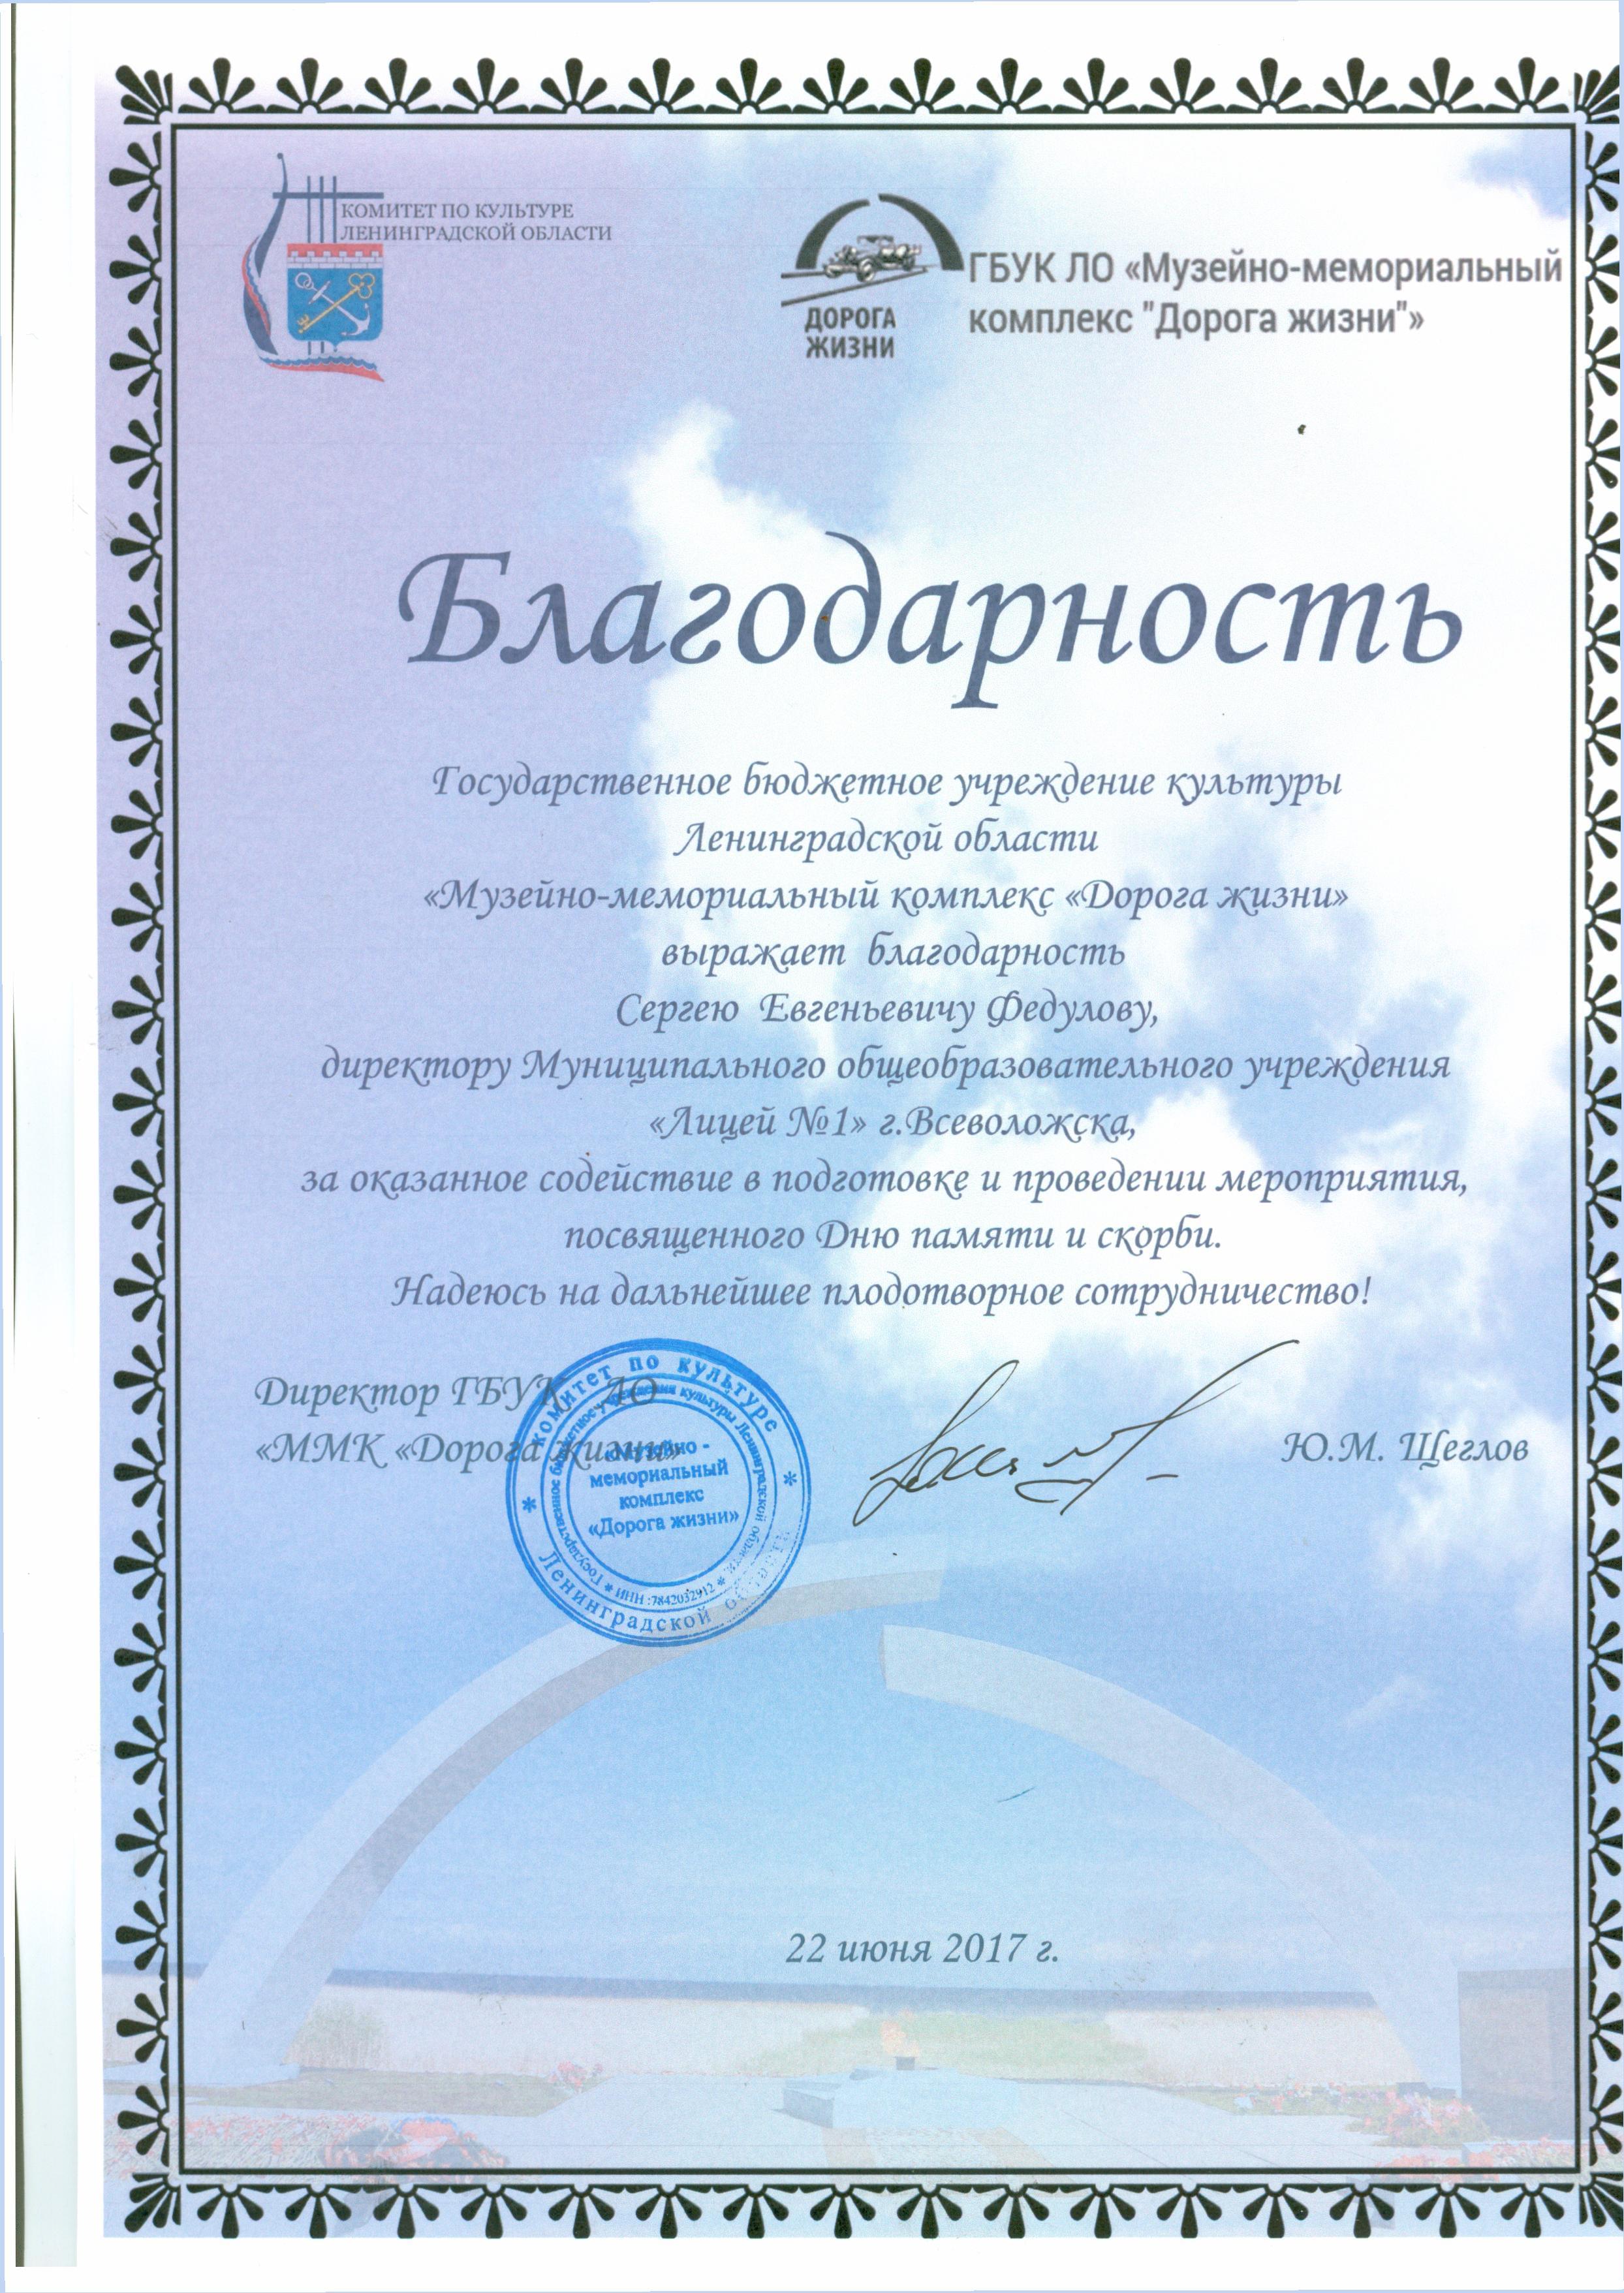 КОМИТЕТ ПО КУЛЬТУРЕ
ЛЕНИНГРАДСКОЙ ОБЛАСТИ
ДОРОГА
ЖИЗНИ
ГБУК ЛО «Музейно-мемориальный
комплекс "Дорога жизни"»
Благодарность
Государственное бюджетное учреждение культуры
Ленинградской области
«Музейно-мемориальный комплекс «Дорога жизни»
выражает благодарность
Сергею Евгеньевичу Федулову,
директору Муниципального общеобразовательного учреждения
«Лицей №1» г.Всеволожска,
за оказанное содействие в подготовке и проведении мероприятия,
посвященного Дню памяти и скорби.
Надеюсь на дальнейшее плодотворное сотрудничество!
Директор ГБУК ЛО
«ММК «Дорога жизни»
Ю.М. Щеглов
* Комитет по культуре *
Ленинградской области
Государственное бюджетное учреждение культуры Ленинградской области
* ИНН :7842032912 *
«Музейно -
мемориальный
комплекс
«Дорога жизни»
22 июня 2017 г.